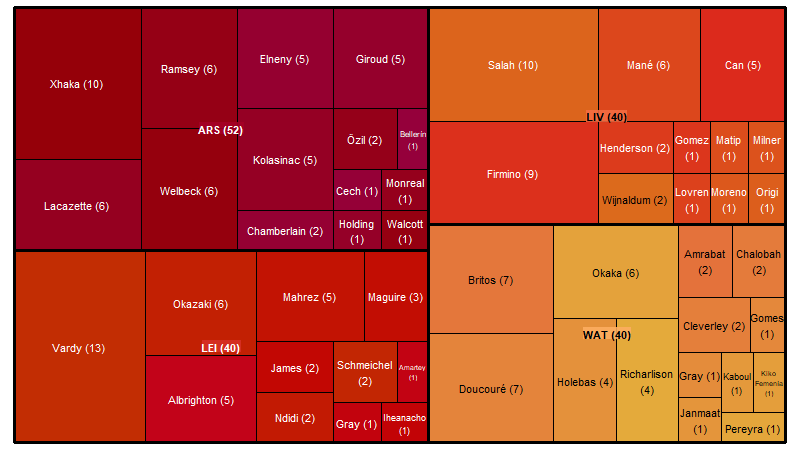 Xhaka (10)
Ramsey (6)
Elneny (5)
Giroud (5)
ARS (52)
Özil (2)
Bellerin
(1)
Kolasinac (5)
Lacazette (6)
Welbeck (6)
Cech (1)
Monreal
(1)
Chamberlain (2)
Holding
(1)
Walcott
(1)
Salah (10)
Mané (6)
Can (5)
LIV (40)
Firmino (9)
Henderson (2)
Gomez
(1)
Matip
(1)
Milner
(1)
Wijnaldum (2)
Lovren
(1)
Moreno
(1)
Origi
(1)
Vardy (13)
Okazaki (6)
Mahrez (5)
Maguire (3)
LEI (40)
Albrighton (5)
James (2)
Schmeichel
(2)
Amartey
(1)
Ndidi (2)
Gray (1)
Iheanacho
(1)
Britos (7)
Okaka (6)
Amrabat
(2)
Chalobah
(2)
WAT (40)
Cleverley (2)
Gomes
(1)
Doucouré (7)
Holebas (4)
Richarlison
(4)
Gray (1)
Kaboul
(1)
Kiko
Femenia
(1)
Janmaat
(1)
Pereyra (1)